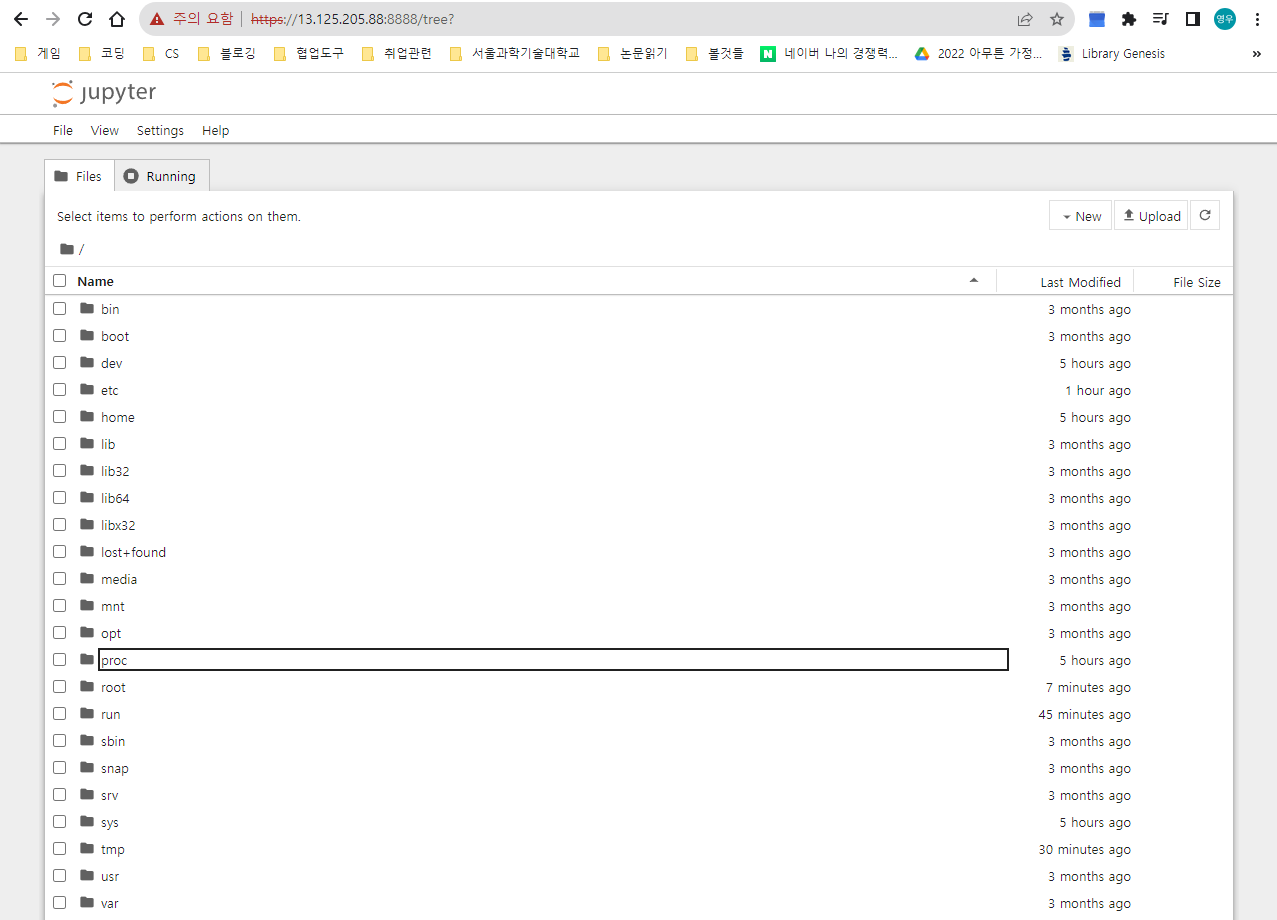 주의 요함 https://13.125.205.88:8888/tree? 영우
게임 코딩 CS 블로깅 협업도구 취업관련 서울과학기술대학교 논문읽기 볼것들 N 네이버 나의 경쟁력... 2022 아무튼 가정... Library Genesis »
jupyter
File View Settings Help
Files Running
Select items to perform actions on them. New Upload
/
Name Last Modified File Size
bin 3 months ago
boot 3 months ago
dev 5 hours ago
etc 1 hour ago
home 5 hours ago
lib 3 months ago
lib32 3 months ago
lib64 3 months ago
libx32 3 months ago
lost+found 3 months ago
media 3 months ago
mnt 3 months ago
opt 3 months ago
proc 5 hours ago
root 7 minutes ago
run 45 minutes ago
sbin 3 months ago
snap 3 months ago
srv 3 months ago
sys 5 hours ago
tmp 30 minutes ago
usr 3 months ago
var 3 months ago